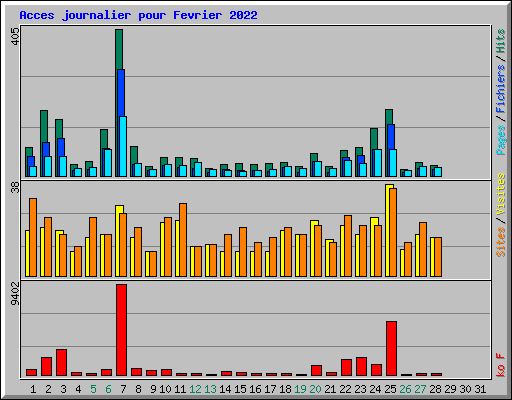 Acces journalier pour Fevrier 2022
405
Pages / Fichiers / Hits
38
Sites / Visites
9402
ko F
1 2 3 4 5 6 7 8 9 10 11 12 13 14 15 16 17 18 19 20 21 22 23 24 25 26 27 28 29 30 31